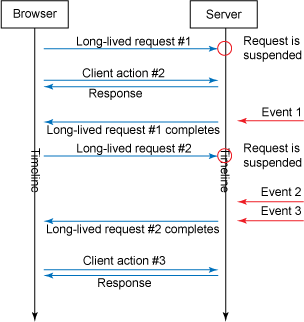 Browser
Server
Long-lived request #1
Request is
suspended
Client action #2
Response
Event 1
Long-lived request #1 completes
Long-lived request #2
Request is
suspended
Timeline
Timeline
Event 2
Event 3
Long-lived request #2 completes
Client action #3
Response